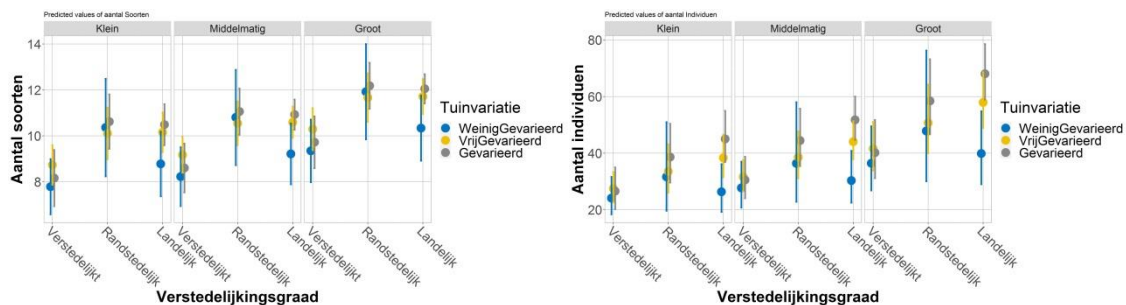 Predicted values of aantal Soorten
Klein
Middelmatig
Groot
14
12
10
8
Aantal soorten
Verstedelijkt
Randstedelijk
Landelijk
Verstedelijkt
Randstedelijk
Landelijk
Verstedelijkt
Randstedelijk
Landelijk
Verstedelijkingsgraad
Tuinvariatie
WeinigGevarieerd
VrijGevarieerd
Gevarieerd
Predicted values of aantal Individuen
Klein
Middelmatig
Groot
80
60
40
20
Aantal individuen
Verstedelijkt
Randstedelijk
Landelijk
Verstedelijkt
Randstedelijk
Landelijk
Verstedelijkt
Randstedelijk
Landelijk
Verstedelijkingsgraad
Tuinvariatie
WeinigGevarieerd
VrijGevarieerd
Gevarieerd